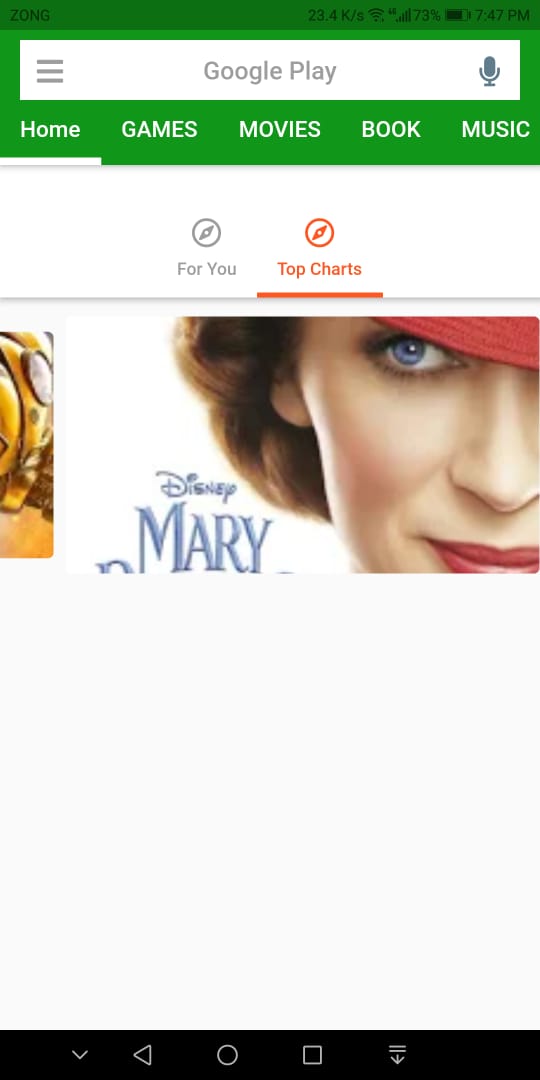 ZONG 23.4 K/s 4G 73% 7:47 PM
Google Play
Home GAMES MOVIES BOOK MUSIC
For You Top Charts
Disney
MARY